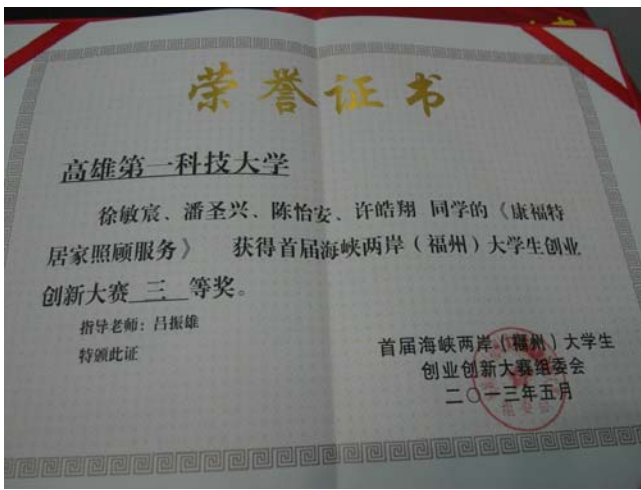 荣誉证书
高雄第一科技大学
徐敏宸、潘圣兴、陈怡安、许皓翔 同学的《康福特
居家照顾服务》 获得首届海峡两岸（福州）大学生创业
创新大赛 三 等奖。
指导老师：吕振雄
特颁此证
首届海峡两岸（福州）大学生
创业创新大赛组委会
二〇一三年五月
组委会